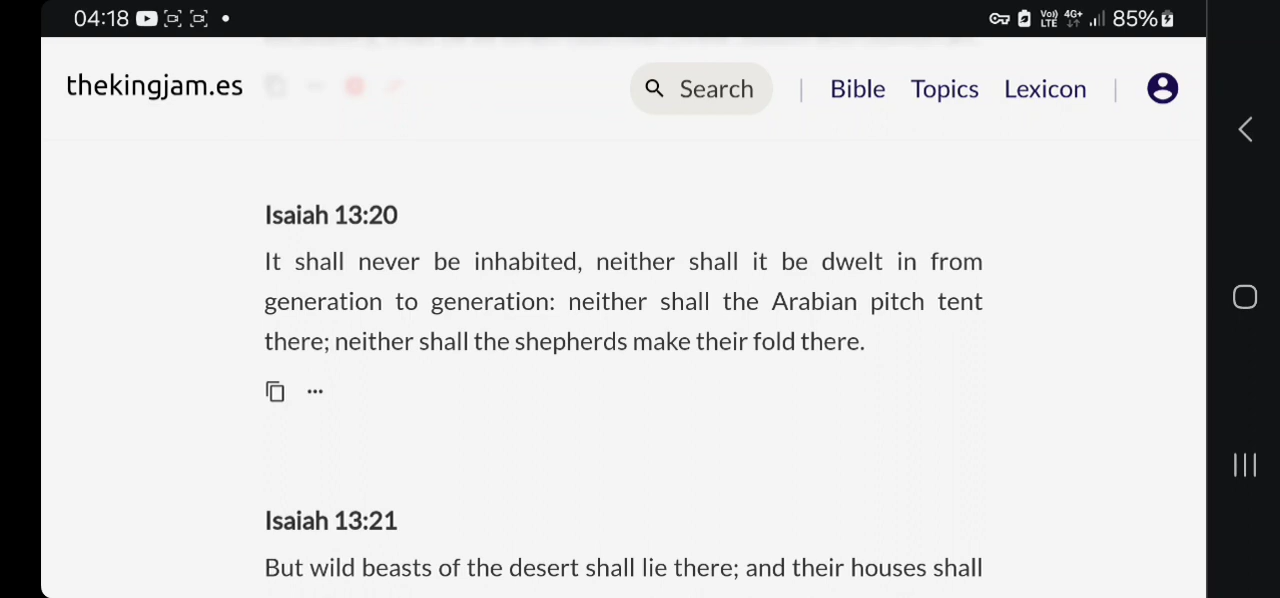 04:18 Vo) LTE 4G+ 85%
thekingjam.es Search | Bible Topics Lexicon |
Isaiah 13:20
It shall never be inhabited, neither shall it be dwelt in from
generation to generation: neither shall the Arabian pitch tent
there; neither shall the shepherds make their fold there.
Isaiah 13:21
But wild beasts of the desert shall lie there; and their houses shall